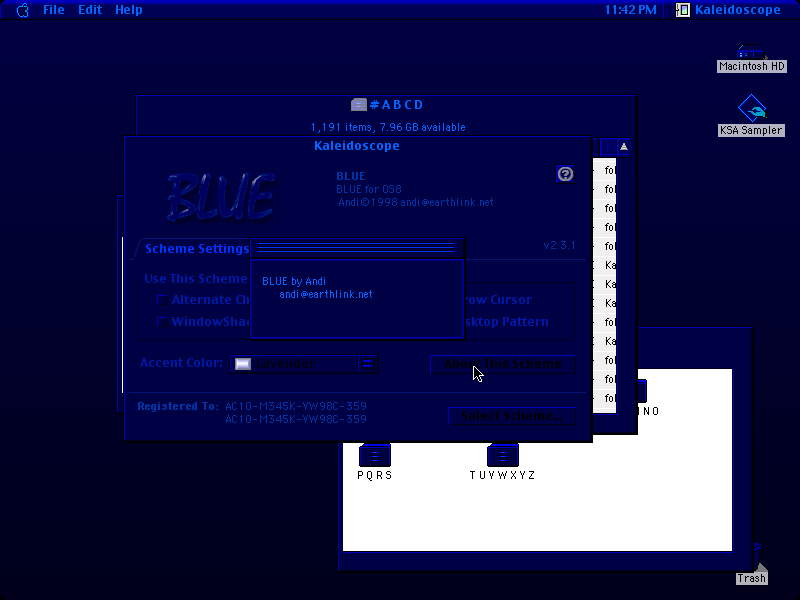 File Edit Help
11:42 PM Kaleidoscope
Macintosh HD
KSA Sampler
#ABCD
1,191 items, 7.96 GB available
Kaleidoscope
BLUE
BLUE
BLUE for OS8
Andi©1998 andi@earthlink.net
v2.3.1
Scheme Settings
Use This Scheme
Alternate Ch
WindowShad
BLUE by Andi
andi@earthlink.net
row Cursor
sktop Pattern
Accent Color: Lavender
About This Scheme
Registered To: AC10-M345K-VW98C-359
AC10-M345K-VW98C-359
Select Scheme...
fol
fol
fol
fol
fol
Ka
Ka
Ka
fol
Ka
fol
fol
fol
NO
PQRS
TUVWXYZ
Trash